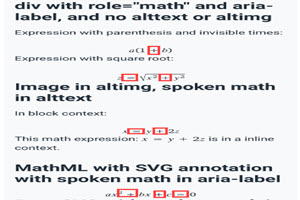 div with role="math" and aria-
label, and no alttext or altimg
Expression with parenthesis and invisible times:
a(1 + b)
Expression with square root:
z = √x² + y²
Image in altimg, spoken math
in alttext
In block context:
x = y + 2z
This math expression: x = y + 2z is in a inline
context.
MathML with SVG annotation
with spoken math in aria-label
ax² + bx + c = 0